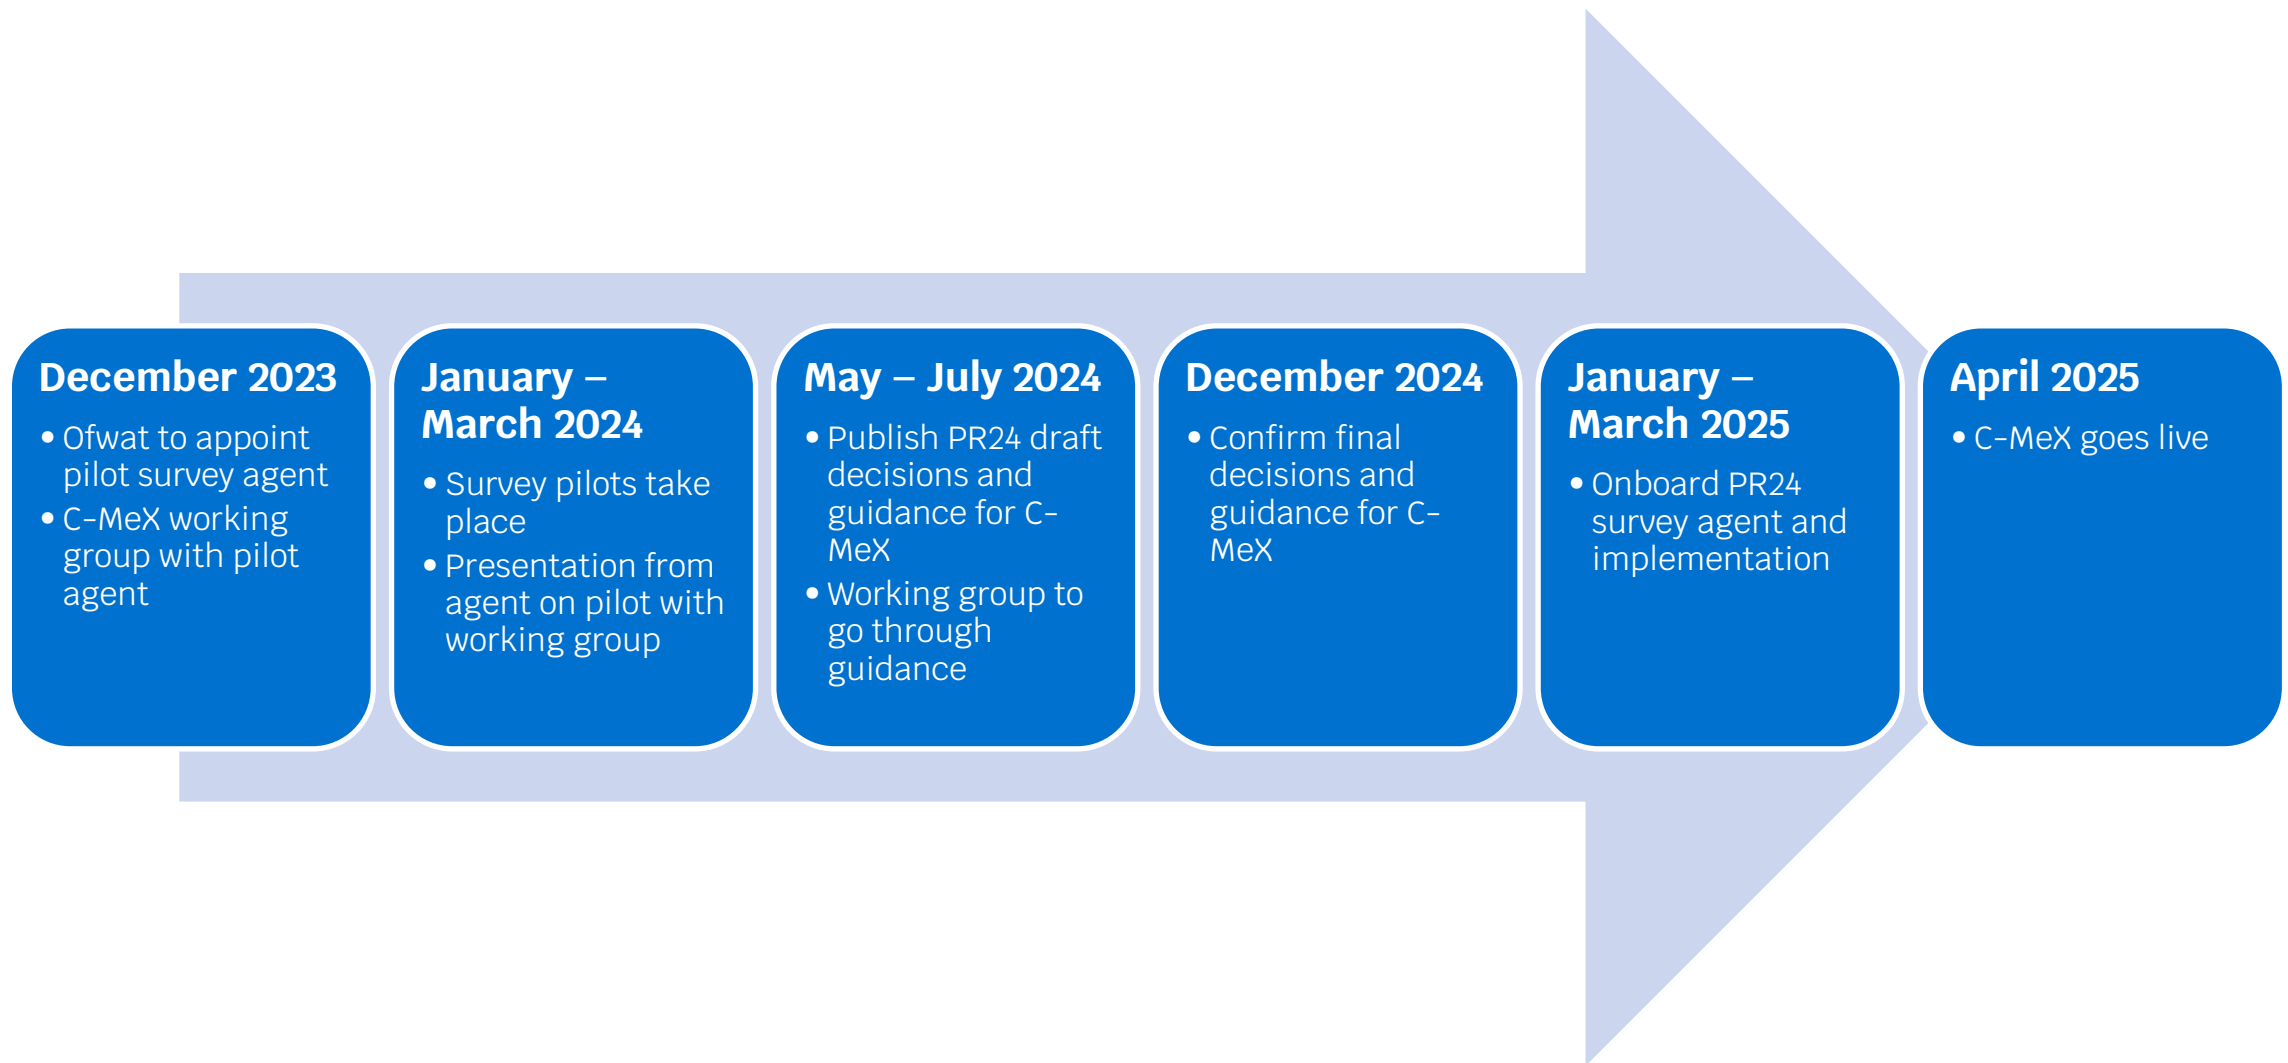 December 2023
• Ofwat to appoint
pilot survey agent
• C-MeX working
group with pilot
agent
January –
March 2024
• Survey pilots take
place
• Presentation from
agent on pilot with
working group
May – July 2024
• Publish PR24 draft
decisions and
guidance for C-
MeX
• Working group to
go through
guidance
December 2024
• Confirm final
decisions and
guidance for C-
MeX
January –
March 2025
• Onboard PR24
survey agent and
implementation
April 2025
• C-MeX goes live